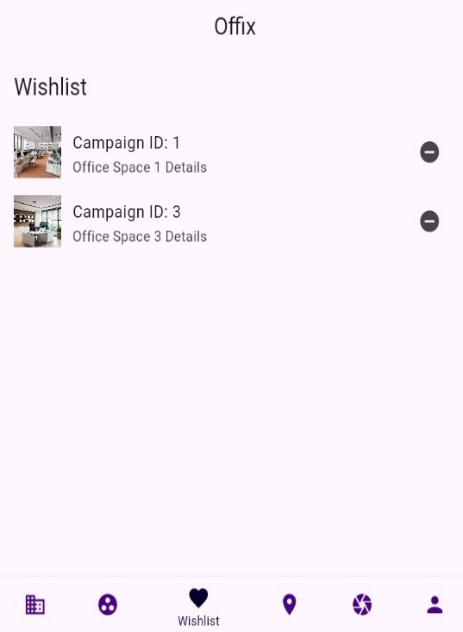 Offix
Wishlist
Campaign ID: 1
Office Space 1 Details
Campaign ID: 3
Office Space 3 Details
Wishlist